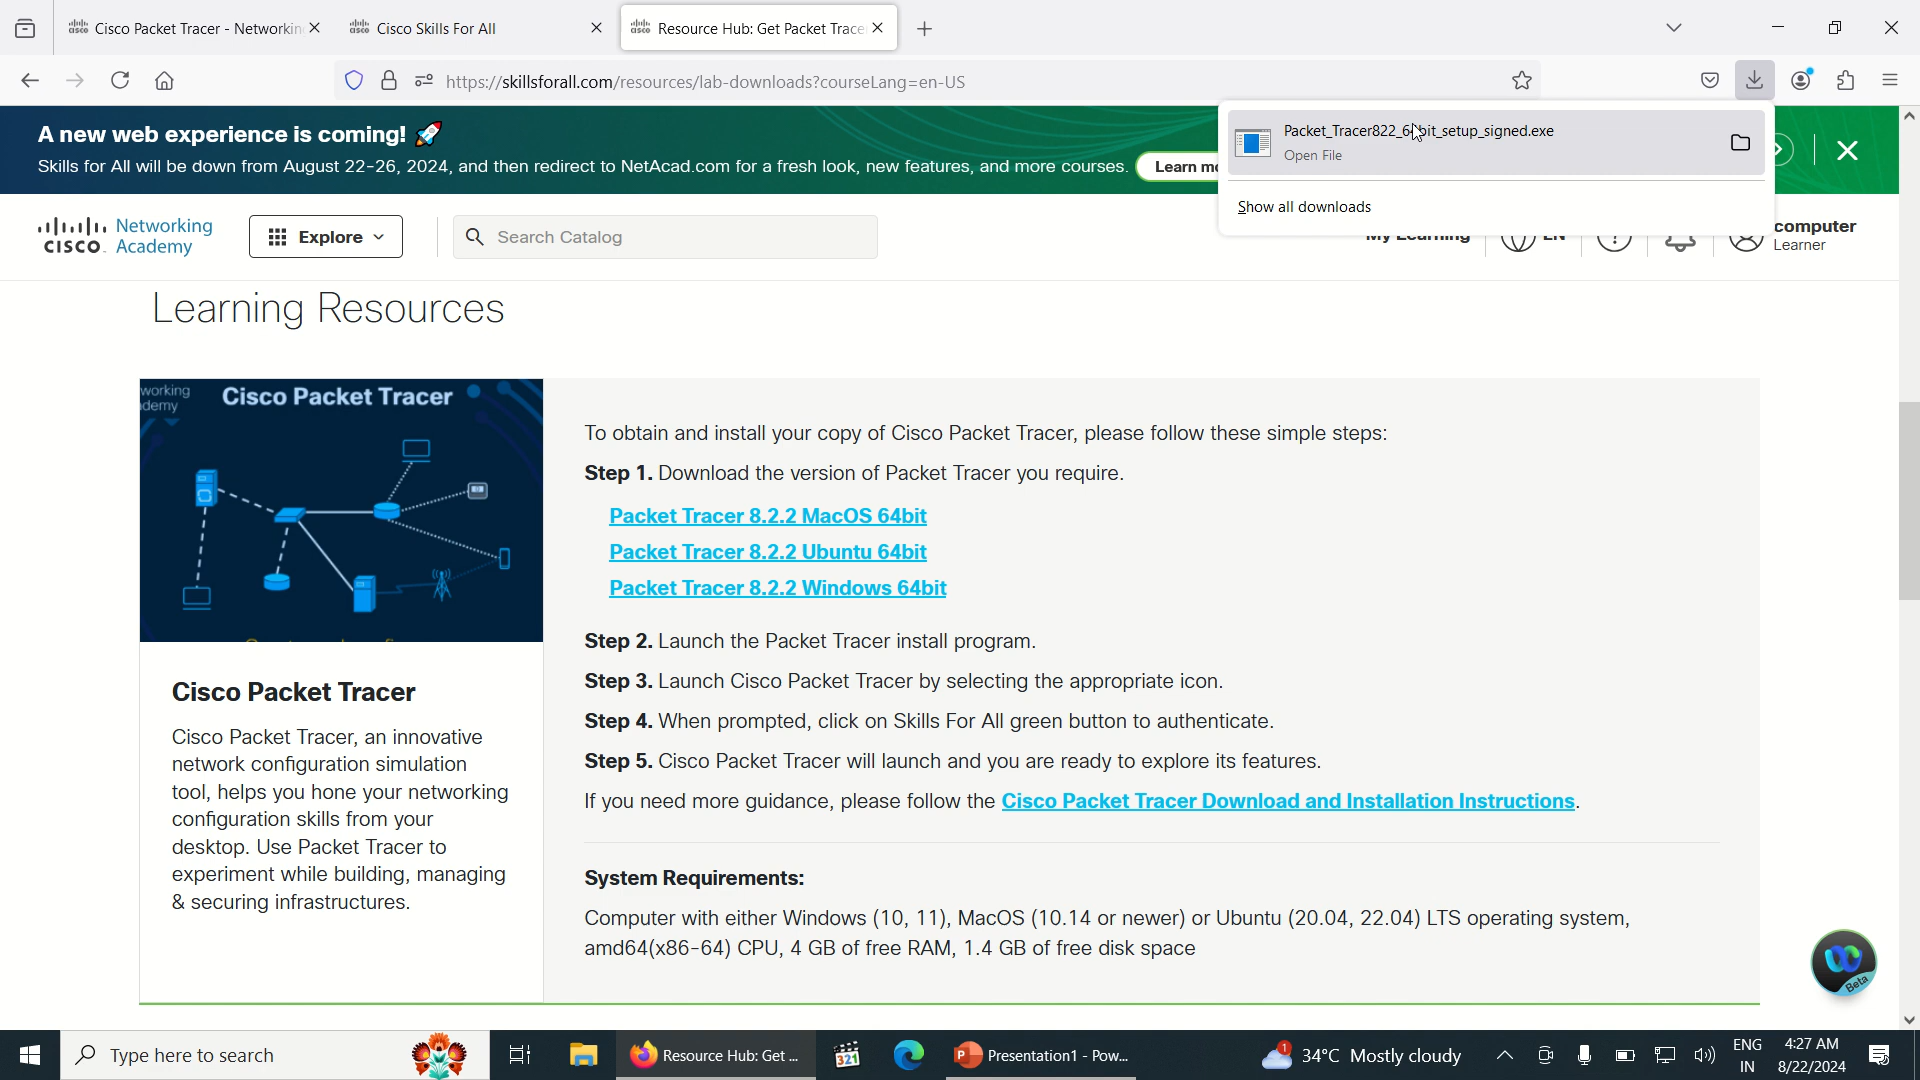 Cisco Packet Tracer - Networkin
Cisco Skills For All
Resource Hub: Get Packet Trace
https://skillsforall.com/resources/lab-downloads?courseLang=en-US
A new web experience is coming! 🚀
Skills for All will be down from August 22-26, 2024, and then redirect to NetAcad.com for a fresh look, new features, and more courses.
Learn mo
Packet_Tracer822_64bit_setup_signed.exe
Open File
Show all downloads
CISCO
Networking
Academy
Explore
Search Catalog
My Learning
EN
computer
Learner
Learning Resources
working
demy
Cisco Packet Tracer
To obtain and install your copy of Cisco Packet Tracer, please follow these simple steps:
Step 1. Download the version of Packet Tracer you require.
Packet Tracer 8.2.2 MacOS 64bit
Packet Tracer 8.2.2 Ubuntu 64bit
Packet Tracer 8.2.2 Windows 64bit
Step 2. Launch the Packet Tracer install program.
Step 3. Launch Cisco Packet Tracer by selecting the appropriate icon.
Step 4. When prompted, click on Skills For All green button to authenticate.
Step 5. Cisco Packet Tracer will launch and you are ready to explore its features.
If you need more guidance, please follow the Cisco Packet Tracer Download and Installation Instructions.
Cisco Packet Tracer
Cisco Packet Tracer, an innovative
network configuration simulation
tool, helps you hone your networking
configuration skills from your
desktop. Use Packet Tracer to
experiment while building, managing
& securing infrastructures.
System Requirements:
Computer with either Windows (10, 11), MacOS (10.14 or newer) or Ubuntu (20.04, 22.04) LTS operating system,
amd64(x86-64) CPU, 4 GB of free RAM, 1.4 GB of free disk space
Beta
Type here to search
Resource Hub: Get ...
321
Presentation1 - Pow...
1
34°C Mostly cloudy
ENG
IN
4:27 AM
8/22/2024